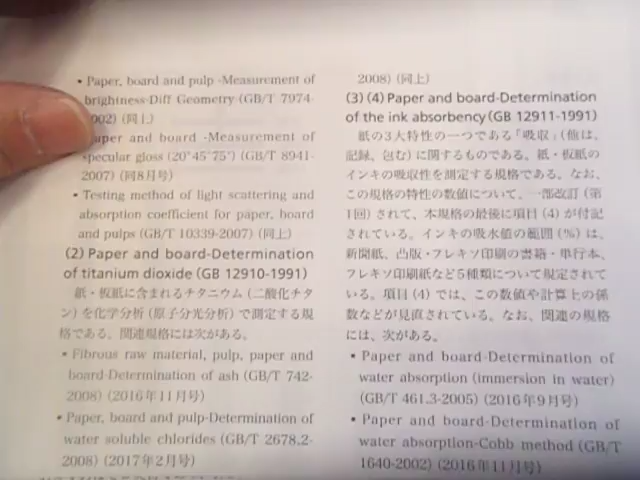 • Paper, board and pulp -Measurement of
brightness-Diff Geometry (GB/T 7974-
002) (同上)
aper and board -Measurement of
specular gloss (20°45°75°) (GB/T 8941-
2007) (同8月号)
• Testing method of light scattering and
absorption coefficient for paper, board
and pulps (GB/T 10339-2007) (同上)
(2) Paper and board-Determination
of titanium dioxide (GB 12910-1991)
紙・板紙に含まれるチタニウム (二酸化チタ
ン) を化学分析 (原子分光分析) で測定する規
格である。関連規格には次がある。
• Fibrous raw material, pulp, paper and
board-Determination of ash (GB/T 742-
2008) (2016年11月号)
• Paper, board and pulp-Determination of
water soluble chlorides (GB/T 2678.2-
2008) (2017年2月号)
2008) (同上)
(3) (4) Paper and board-Determination
of the ink absorbency (GB 12911-1991)
紙の3大特性の一つである「吸収」(他は、
記録、包む) に関するものである。紙・板紙の
インキの吸収性を測定する規格である。なお、
この規格の特性の数値について、一部改訂 (第
1回) されて、本規格の最後に項目 (4) が付記
されている。インキの吸水値の範囲 (%) は、
新聞紙、凸版・フレキソ印刷の書籍・単行本、
フレキソ印刷紙など5種類について規定されて
いる。項目 (4) では、この数値や計算上の係
数などが見直されている。なお、関連の規格
には、次がある。
• Paper and board-Determination of
water absorption (immersion in water)
(GB/T 461.3-2005) (2016年9月号)
• Paper and board-Determination of
water absorption-Cobb method (GB/T
1640-2002) (2016年11月号)